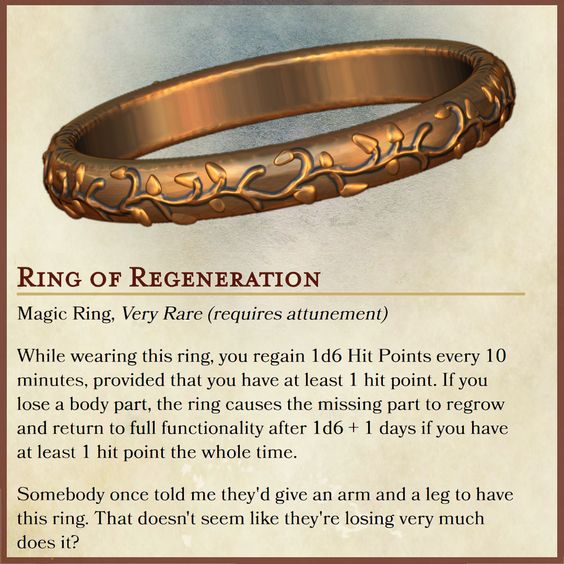 Ring of Regeneration
Magic Ring, Very Rare (requires attunement)
While wearing this ring, you regain 1d6 Hit Points every 10
minutes, provided that you have at least 1 hit point. If you
lose a body part, the ring causes the missing part to regrow
and return to full functionality after 1d6 + 1 days if you have
at least 1 hit point the whole time.
Somebody once told me they'd give an arm and a leg to have
this ring. That doesn't seem like they're losing very much
does it?